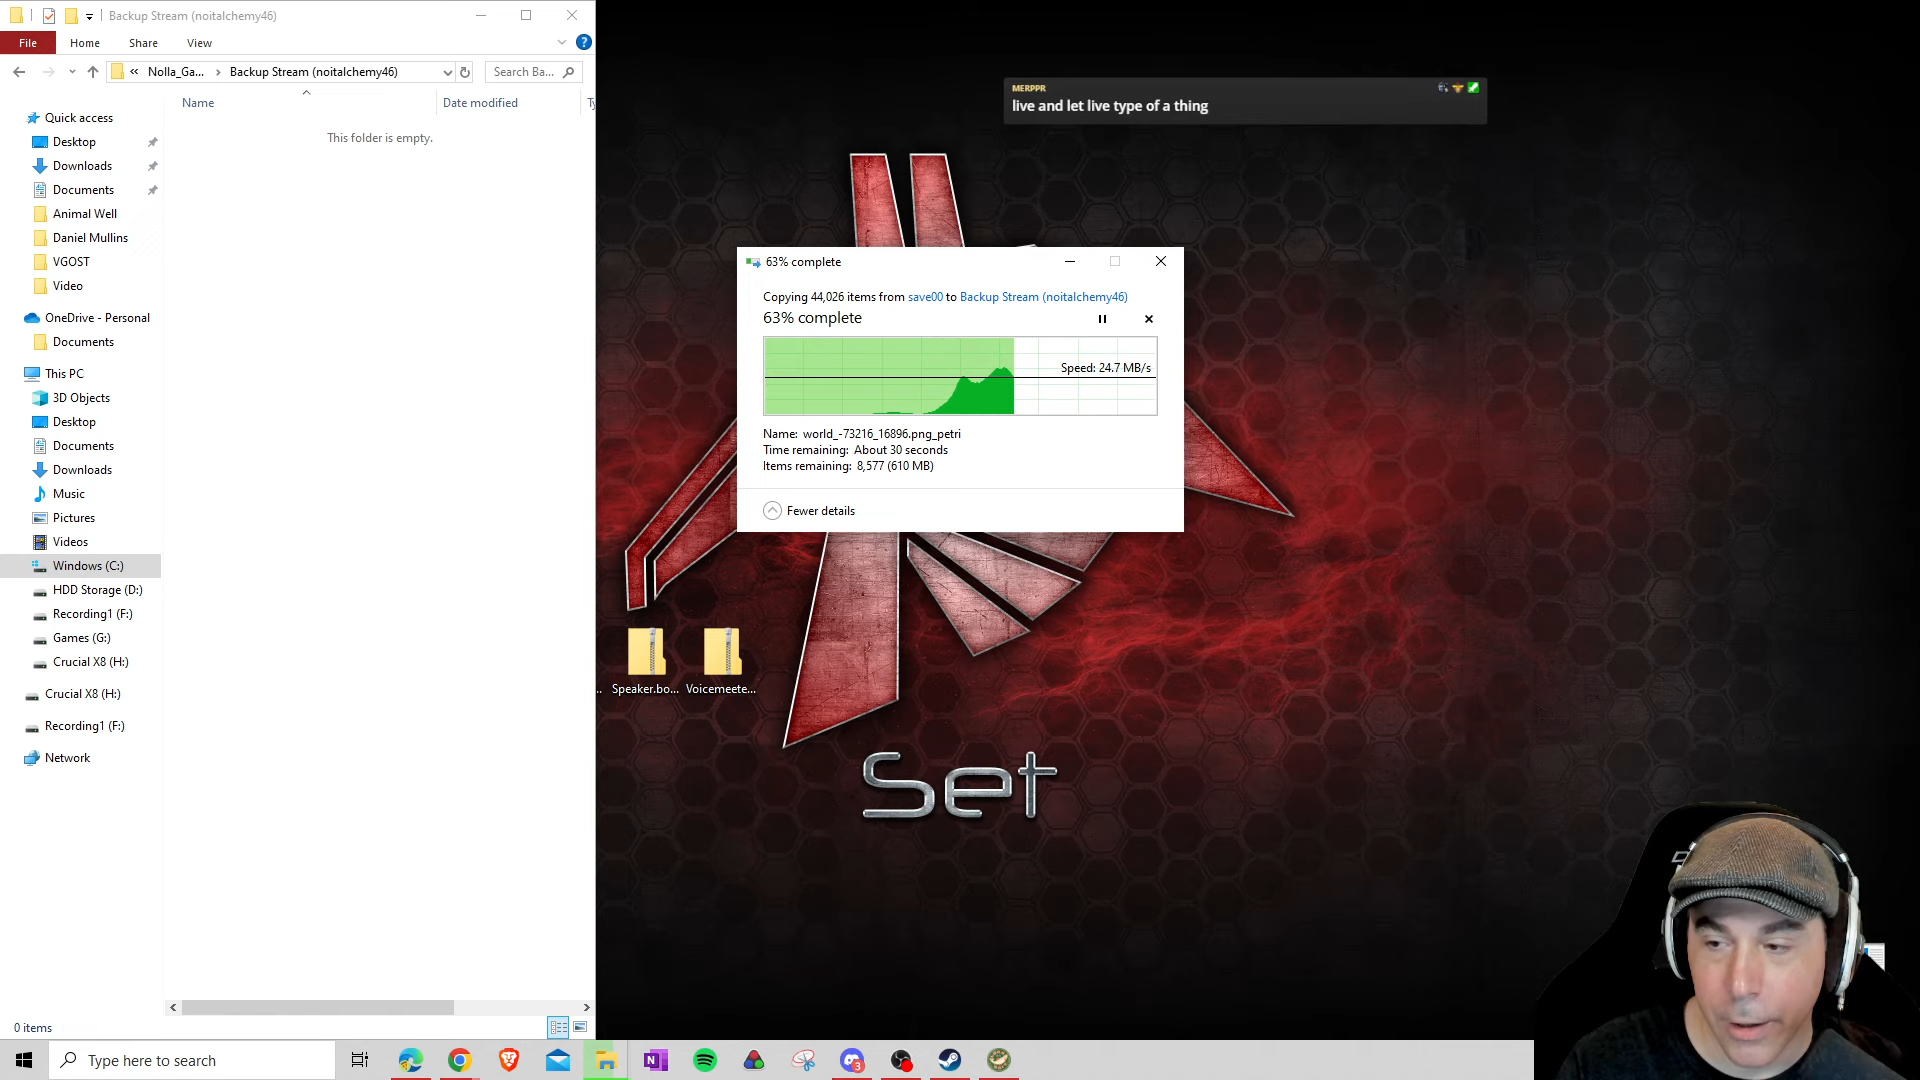 Backup Stream (noitalchemy46)
File
Home
Share
View
«
Nolla_Ga...
Backup Stream (noitalchemy46)
Search Ba...
Name
Date modified
This folder is empty.
Quick access
Desktop
Downloads
Documents
Animal Well
Daniel Mullins
VGOST
Video
OneDrive - Personal
Documents
This PC
3D Objects
Desktop
Documents
Downloads
Music
Pictures
Videos
Windows (C:)
HDD Storage (D:)
Recording1 (F:)
Games (G:)
Crucial X8 (H:)
Crucial X8 (H:)
Recording1 (F:)
Network
0 items
MERPPR
live and let live type of a thing
63% complete
Copying 44,026 items from save00 to Backup Stream (noitalchemy46)
63% complete
Speed: 24.7 MB/s
Name: world_-73216_16896.png_petri
Time remaining: About 30 seconds
Items remaining: 8,577 (610 MB)
Fewer details
Speaker.bo...
Voicemeete...
Set
Type here to search
N
3